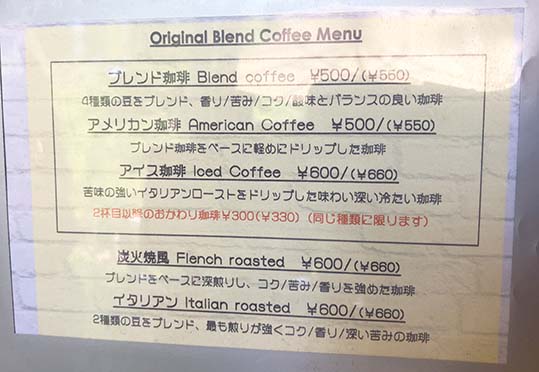 Original Blend Coffee Menu
ブレンド珈琲 Blend coffee ¥500/(¥550)
4種類の豆をブレンド、香り/苦み/コク/酸味とバランスの良い珈琲
アメリカン珈琲 American Coffee ¥500/(¥550)
ブレンド珈琲をベースに軽めにドリップした珈琲
アイス珈琲 Iced Coffee ¥600/(¥660)
苦味の強いイタリアンローストをドリップした味わい深い冷たい珈琲
2杯目以降のおかわり珈琲¥300(¥330) (同じ種類に限ります)
炭火焼風 Flench roasted ¥600/(¥660)
ブレンドをベースに深煎りし、コク/苦み/香りを強めた珈琲
イタリアン Italian roasted ¥600/(¥660)
2種類の豆をブレンド、最も煎りが強くコク/香り/深い苦みの珈琲